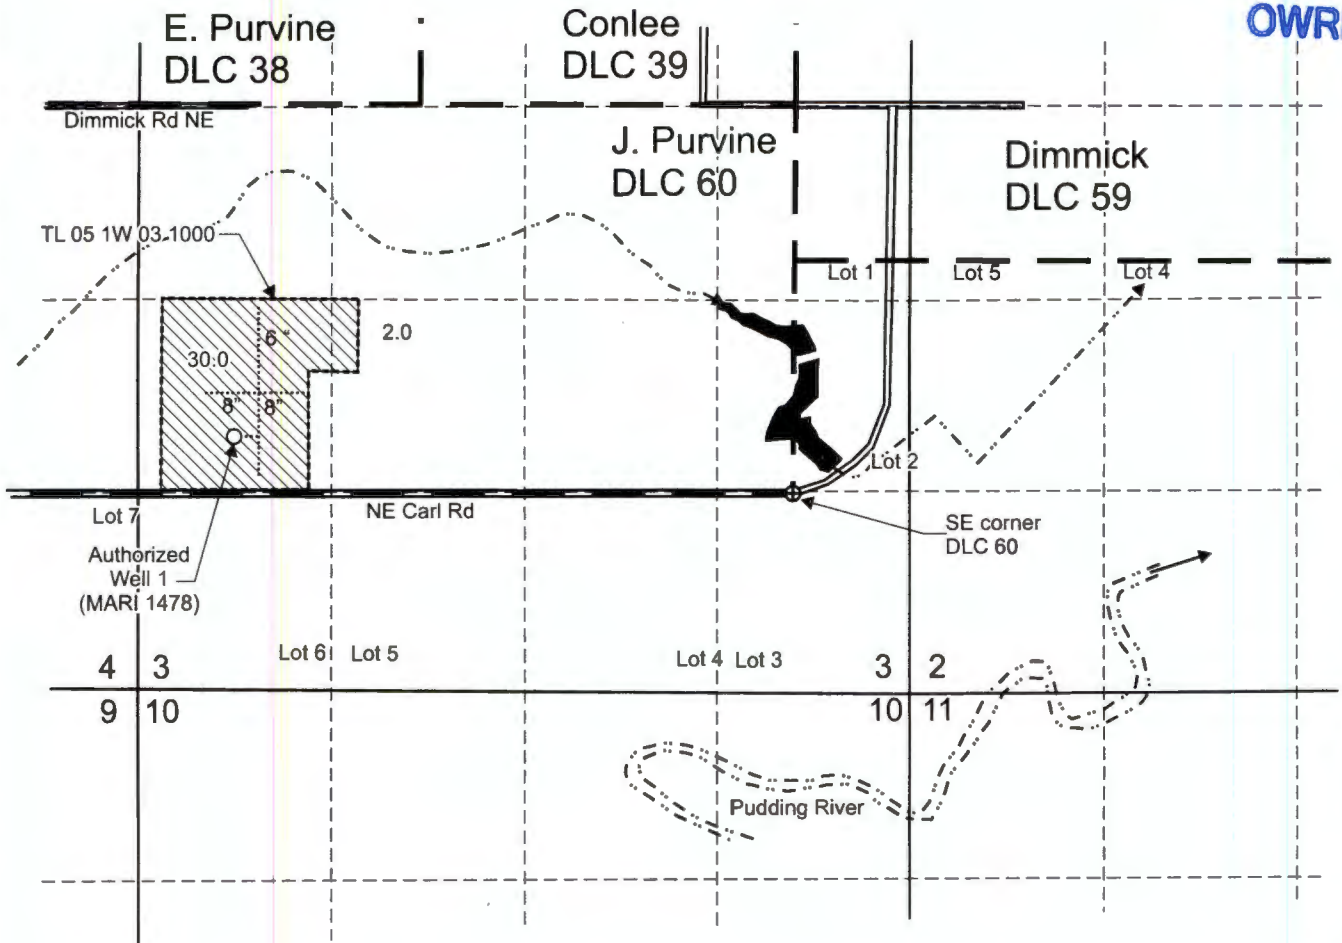 OWR
E. Purvine
DLC 38
Conlee
DLC 39
Dimmick Rd NE
J. Purvine
DLC 60
Dimmick
DLC 59
TL 05 1W 03 1000
Lot 1
Lot 5
Lot 4
6"
2.0
30.0
8"
8"
Lot 2
Lot 7
NE Carl Rd
SE corner
DLC 60
Authorized
Well 1
(MARI 1478)
Lot 6
Lot 5
Lot 4
Lot 3
4
3
3
2
9
10
10
11
Pudding River